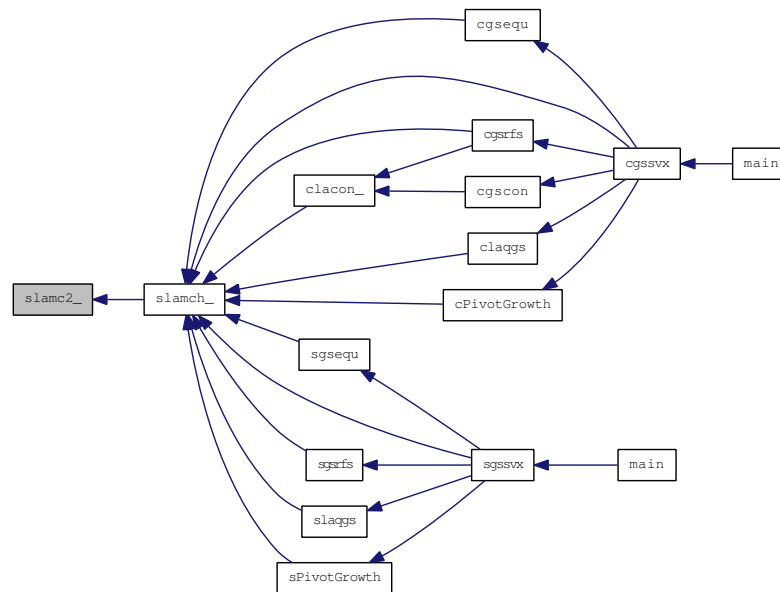 cgsequ
cgsrfs
cgssvx
main
clacon_
cgscon
claqgs
slamc2_
slamch_
cPivotGrowth
sgsequ
sgsrfs
sgssvx
main
slaqgs
sPivotGrowth